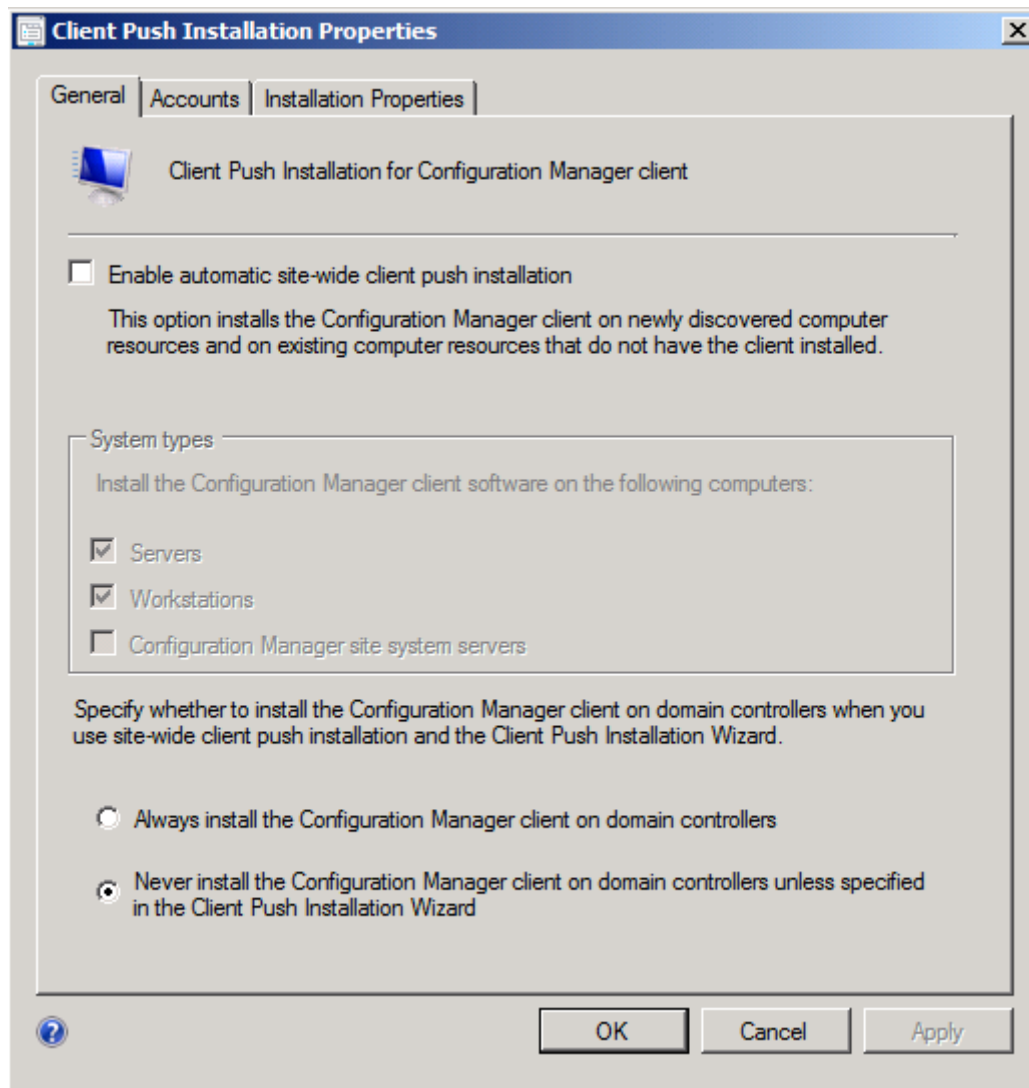 Client Push Installation Properties
General
Accounts
Installation Properties
Client Push Installation for Configuration Manager client
Enable automatic site-wide client push installation
This option installs the Configuration Manager client on newly discovered computer
resources and on existing computer resources that do not have the client installed.
System types
Install the Configuration Manager client software on the following computers:
Servers
Workstations
Configuration Manager site system servers
Specify whether to install the Configuration Manager client on domain controllers when you
use site-wide client push installation and the Client Push Installation Wizard.
Always install the Configuration Manager client on domain controllers
Never install the Configuration Manager client on domain controllers unless specified
in the Client Push Installation Wizard
OK
Cancel
Apply